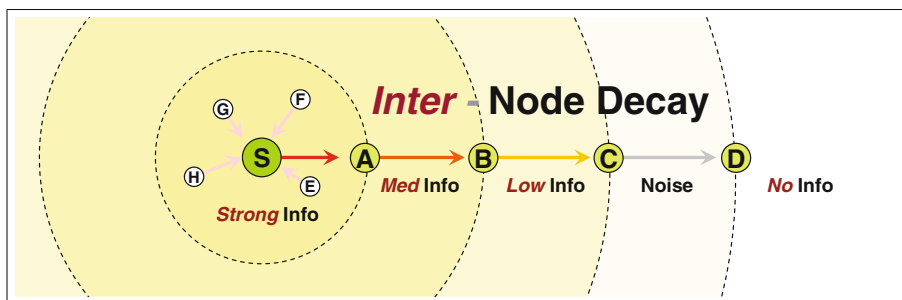 Inter - Node Decay
G
F
S
A
B
C
D
H
E
Med Info
Low Info
Noise
No Info
Strong Info